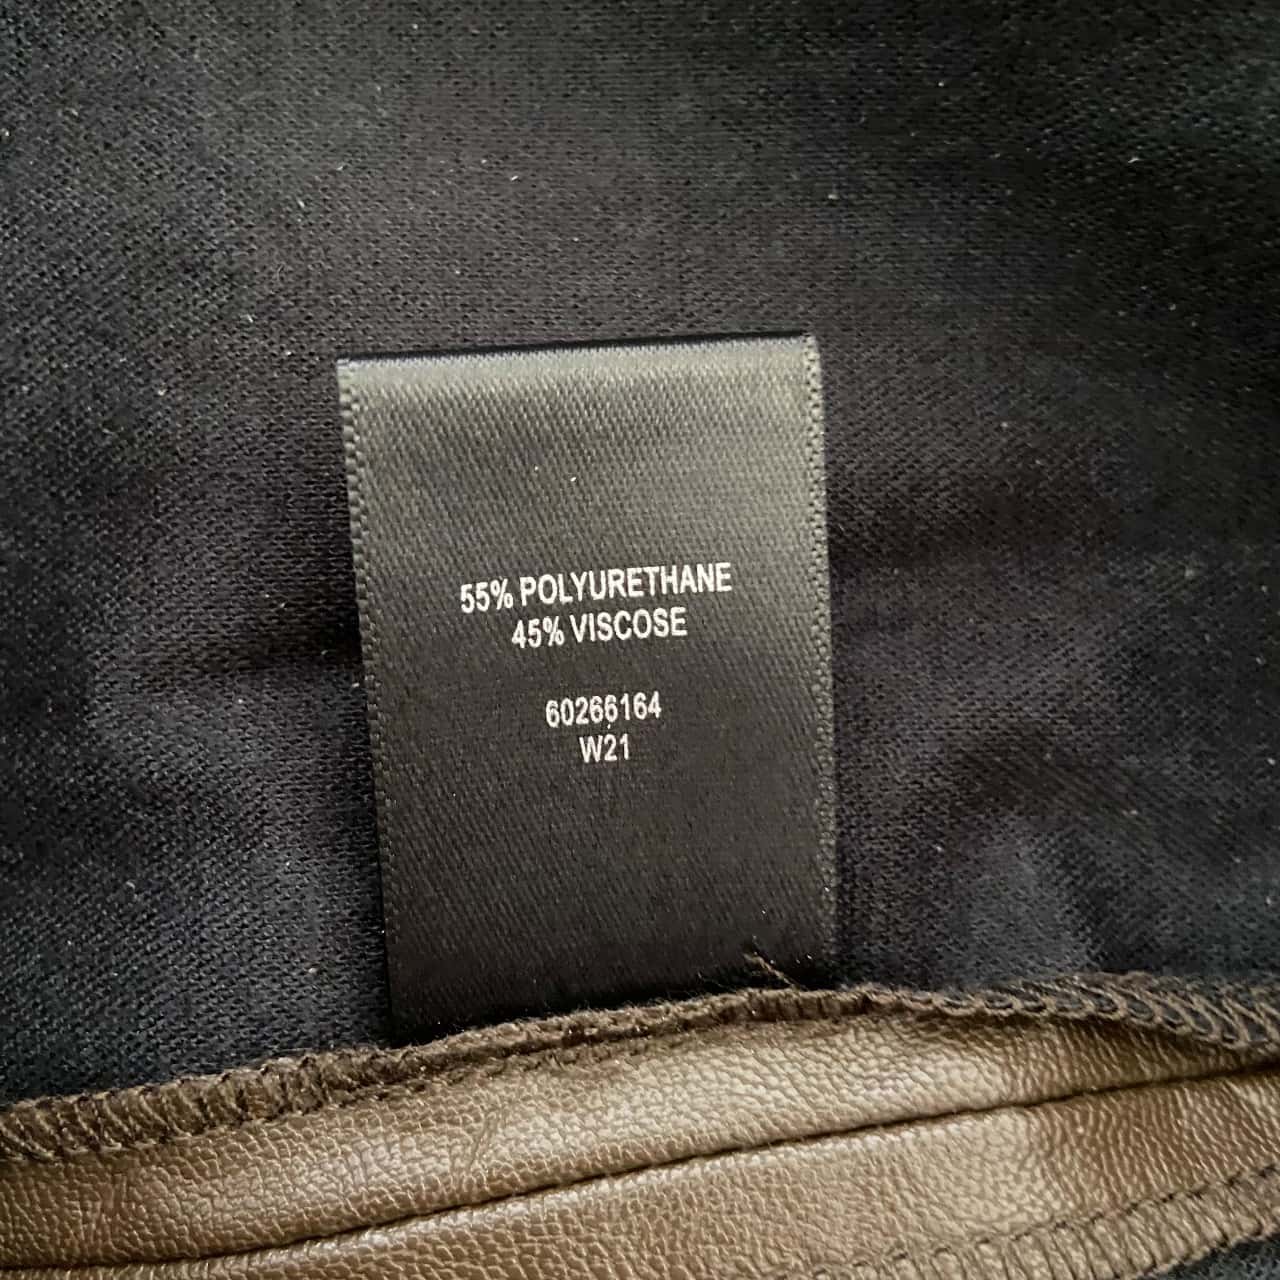 55% POLYURETHANE
45% VISCOSE
60266164
W21